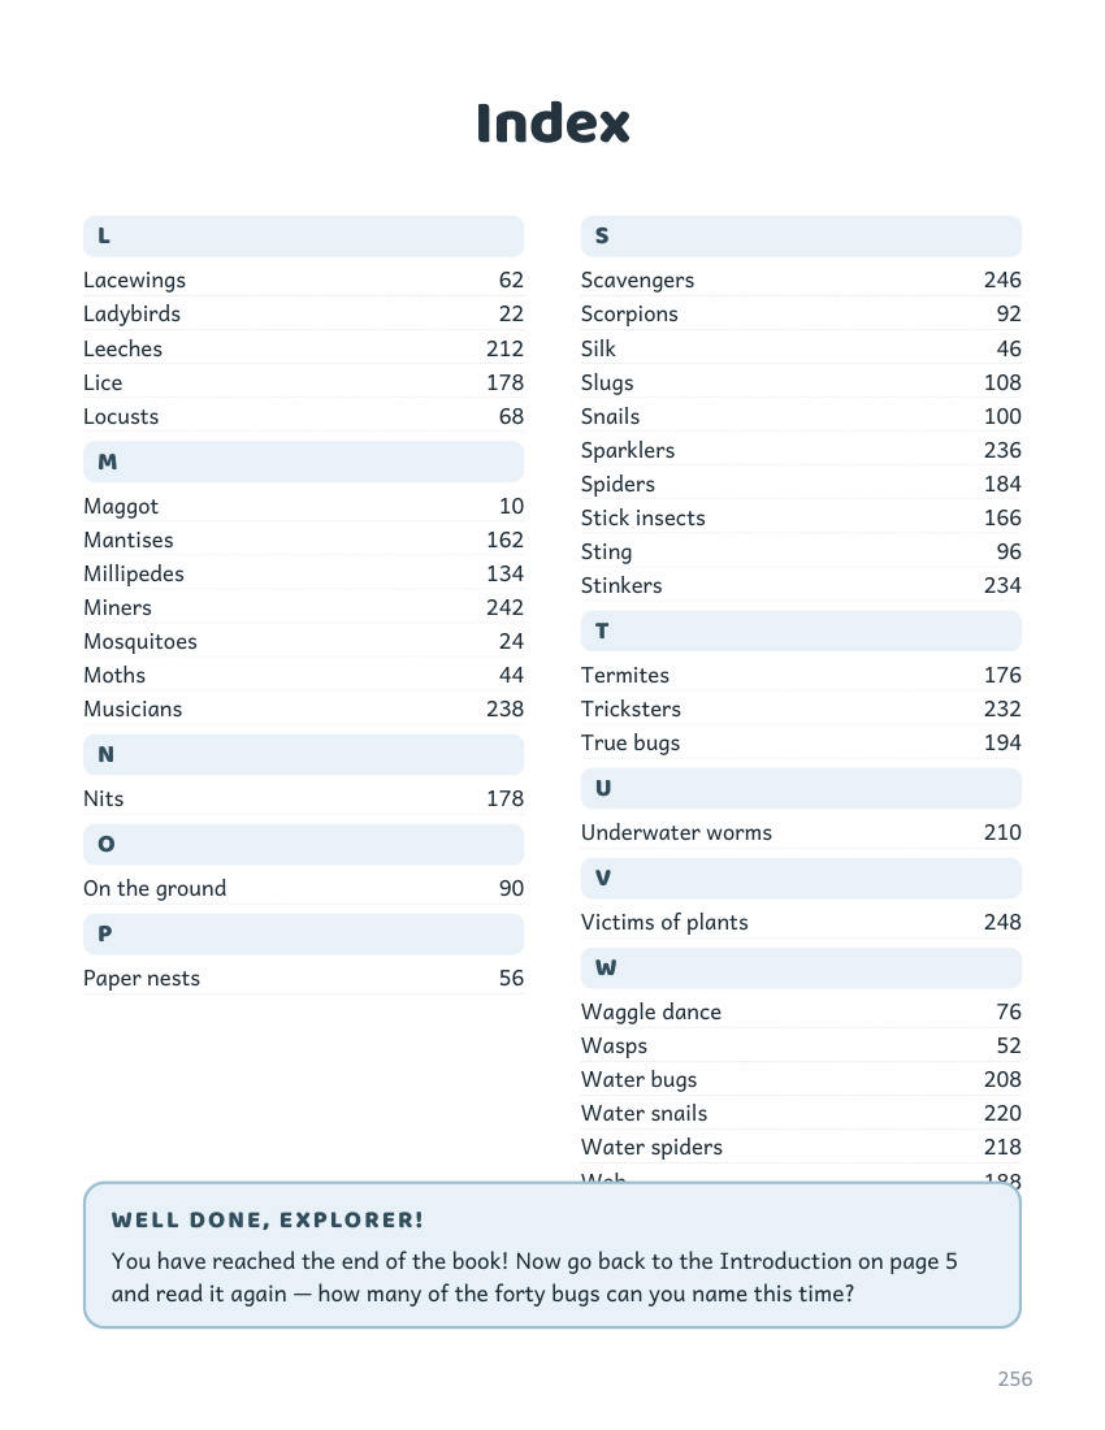 Index
L
Lacewings 62
Ladybirds 22
Leeches 212
Lice 178
Locusts 68
M
Maggot 10
Mantises 162
Millipedes 134
Miners 242
Mosquitoes 24
Moths 44
Musicians 238
N
Nits 178
O
On the ground 90
P
Paper nests 56
S
Scavengers 246
Scorpions 92
Silk 46
Slugs 108
Snails 100
Sparklers 236
Spiders 184
Stick insects 166
Sting 96
Stinkers 234
T
Termites 176
Tricksters 232
True bugs 194
U
Underwater worms 210
V
Victims of plants 248
W
Waggle dance 76
Wasps 52
Water bugs 208
Water snails 220
Water spiders 218
Web 188
WELL DONE, EXPLORER!
You have reached the end of the book! Now go back to the Introduction on page 5
and read it again — how many of the forty bugs can you name this time?
256